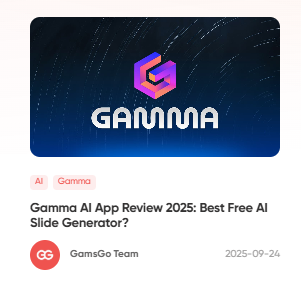 GAMMA
AI Gamma
Gamma AI App Review 2025: Best Free AI
Slide Generator?
GG GamsGo Team 2025-09-24